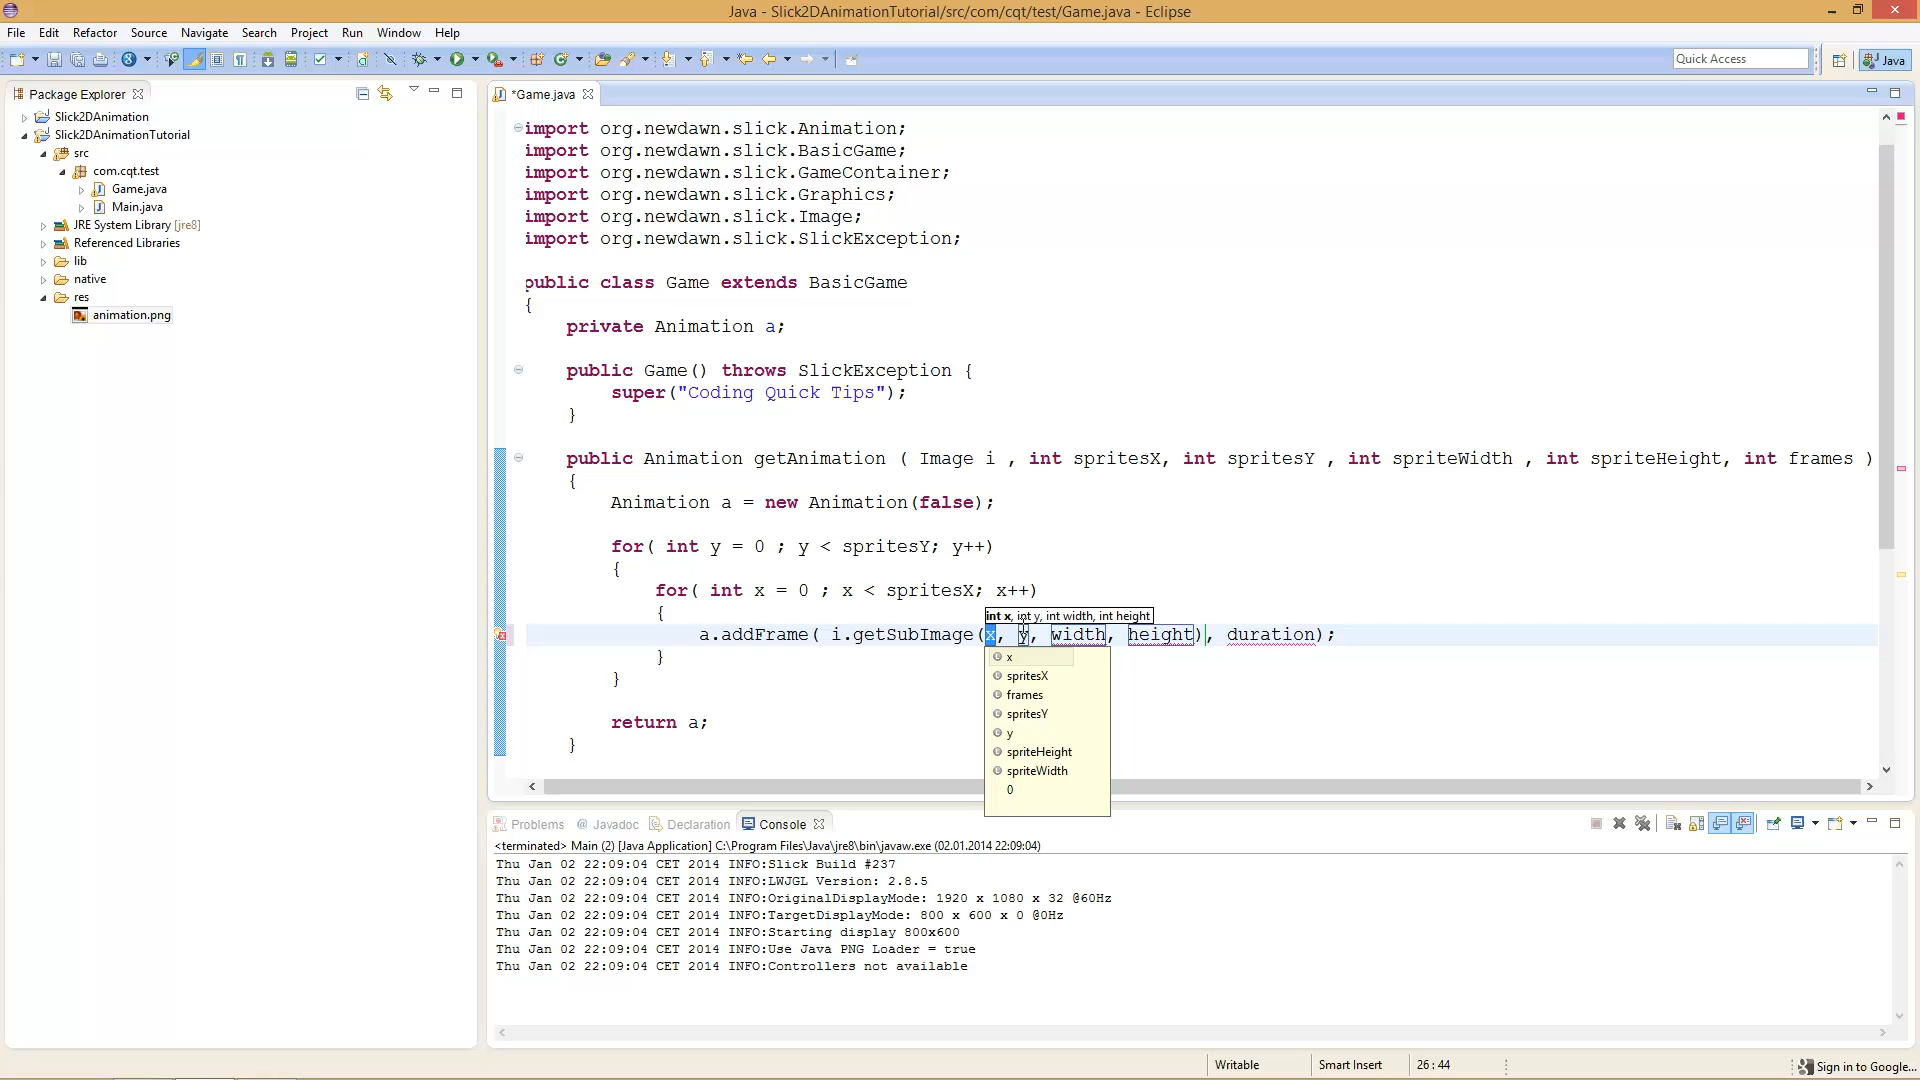 Java - Slick2DAnimationTutorial/src/com/cqt/test/Game.java - Eclipse
File Edit Refactor Source Navigate Search Project Run Window Help
Quick Access
Java
Package Explorer
Slick2DAnimation
Slick2DAnimationTutorial
src
com.cqt.test
Game.java
Main.java
JRE System Library [jre8]
Referenced Libraries
lib
native
res
animation.png
*Game.java
import org.newdawn.slick.Animation;
import org.newdawn.slick.BasicGame;
import org.newdawn.slick.GameContainer;
import org.newdawn.slick.Graphics;
import org.newdawn.slick.Image;
import org.newdawn.slick.SlickException;
public class Game extends BasicGame
{
private Animation a;
public Game() throws SlickException {
super("Coding Quick Tips");
}
public Animation getAnimation ( Image i , int spritesX, int spritesY , int spriteWidth , int spriteHeight, int frames )
{
Animation a = new Animation(false);
for( int y = 0 ; y < spritesY; y++)
{
for( int x = 0 ; x < spritesX; x++)
{
int x, int y, int width, int height
a.addFrame( i.getSubImage(x, y, width, height), duration);
}
}
return a;
}
x
spritesX
frames
spritesY
y
spriteHeight
spriteWidth
0
Problems @ Javadoc Declaration Console
<terminated> Main (2) [Java Application] C:\Program Files\Java\jre8\bin\javaw.exe (02.01.2014 22:09:04)
Thu Jan 02 22:09:04 CET 2014 INFO:Slick Build #237
Thu Jan 02 22:09:04 CET 2014 INFO:LWJGL Version: 2.8.5
Thu Jan 02 22:09:04 CET 2014 INFO:OriginalDisplayMode: 1920 x 1080 x 32 @60Hz
Thu Jan 02 22:09:04 CET 2014 INFO:TargetDisplayMode: 800 x 600 x 0 @0Hz
Thu Jan 02 22:09:04 CET 2014 INFO:Starting display 800x600
Thu Jan 02 22:09:04 CET 2014 INFO:Use Java PNG Loader = true
Thu Jan 02 22:09:04 CET 2014 INFO:Controllers not available
Writable Smart Insert 26 : 44 Sign in to Google...